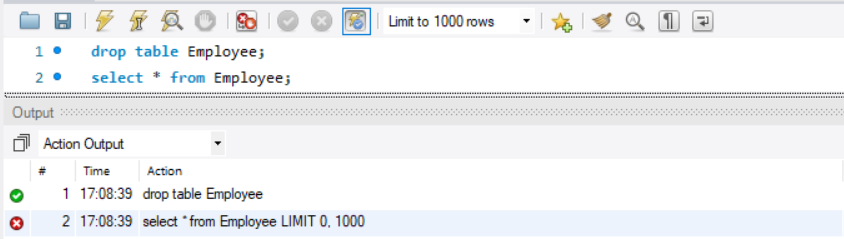 Limit to 1000 rows
1 drop table Employee;
2 select * from Employee;
Output
Action Output
# Time Action
1 17:08:39 drop table Employee
2 17:08:39 select * from Employee LIMIT 0, 1000